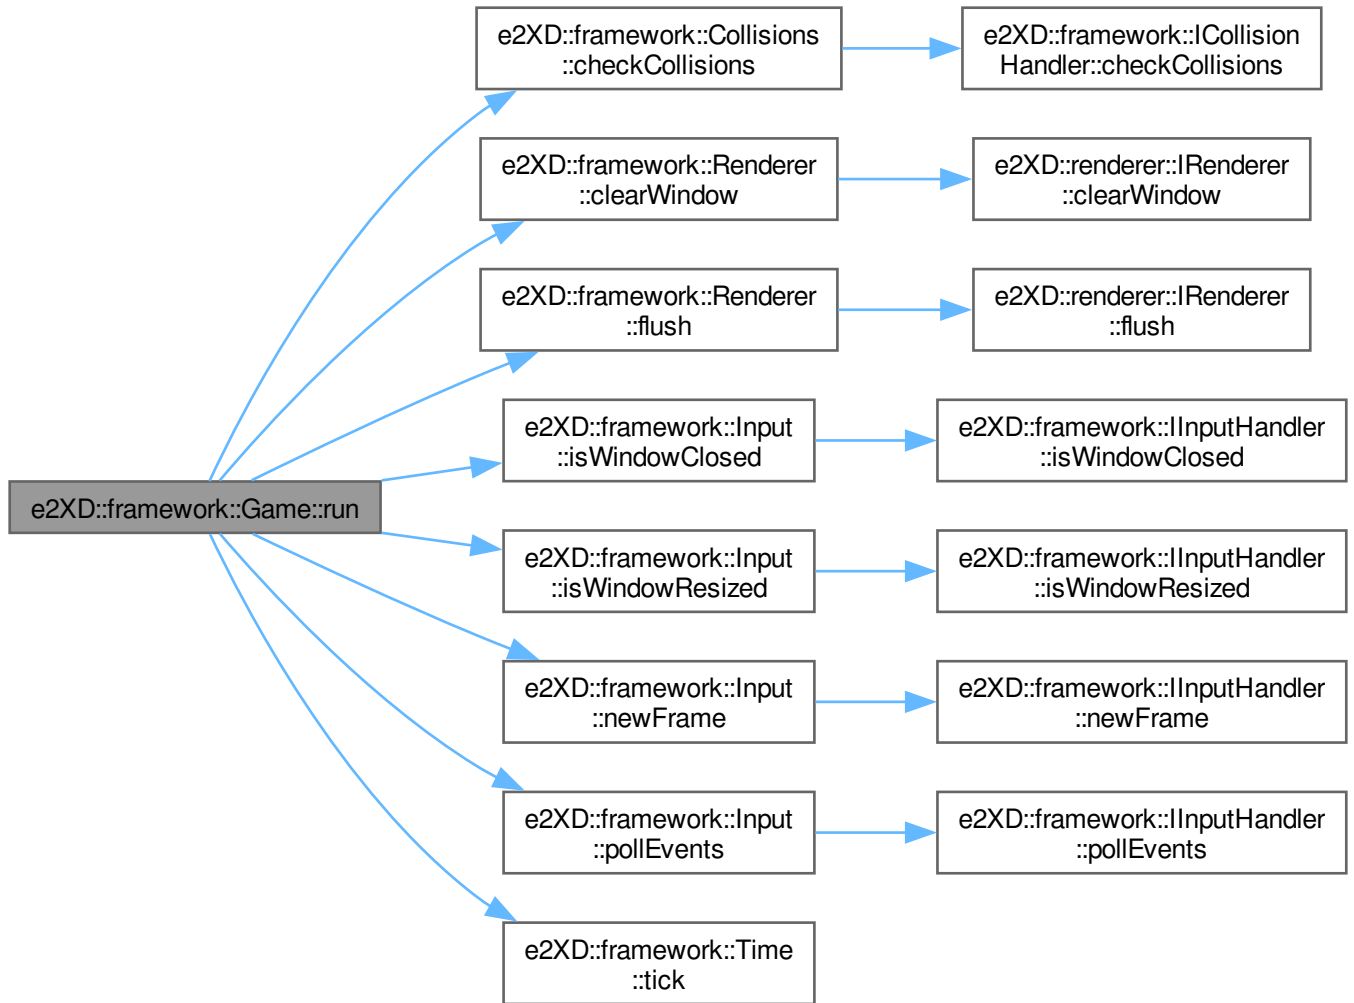 e2XD::framework::Game::run
e2XD::framework::Collisions
::checkCollisions
e2XD::framework::ICollision
Handler::checkCollisions
e2XD::framework::Renderer
::clearWindow
e2XD::renderer::IRenderer
::clearWindow
e2XD::framework::Renderer
::flush
e2XD::renderer::IRenderer
::flush
e2XD::framework::Input
::isWindowClosed
e2XD::framework::IInputHandler
::isWindowClosed
e2XD::framework::Input
::isWindowResized
e2XD::framework::IInputHandler
::isWindowResized
e2XD::framework::Input
::newFrame
e2XD::framework::IInputHandler
::newFrame
e2XD::framework::Input
::pollEvents
e2XD::framework::IInputHandler
::pollEvents
e2XD::framework::Time
::tick